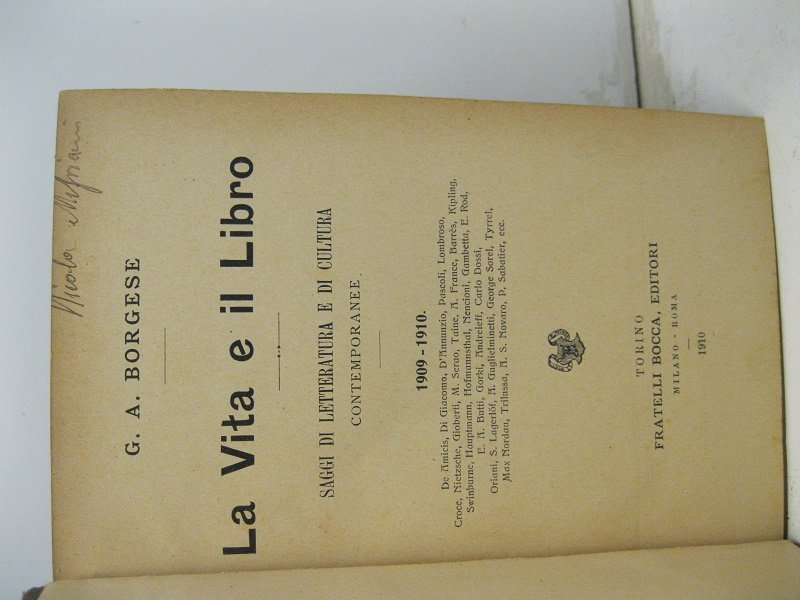 Nicola
G. A. BORGESE
La Vita e il Libro
SAGGI DI LETTERATURA E DI CULTURA
CONTEMPORANEE.
1909-1910.
De Amicis, Di Giacomo, D'Annunzio, Pascoli, Lombroso,
Croce, Nietzsche, Gioberti, M. Serao, Taine, A. France, Barrès, Kipling,
Swinburne, Hauptmann, Hofmannsthal, Nencioni, Gambetta, E. Rod,
E. A. Butti, Gorki, Andreieff, Carlo Dossi,
Oriani, S. Lagerlöf, A. Guglielminetti, George Sorel, Tyrrel,
Max Nordau, Trilussa, A. S. Novaro, P. Sabatier, ecc.
TORINO
FRATELLI BOCCA, EDITORI
MILANO - ROMA
1910